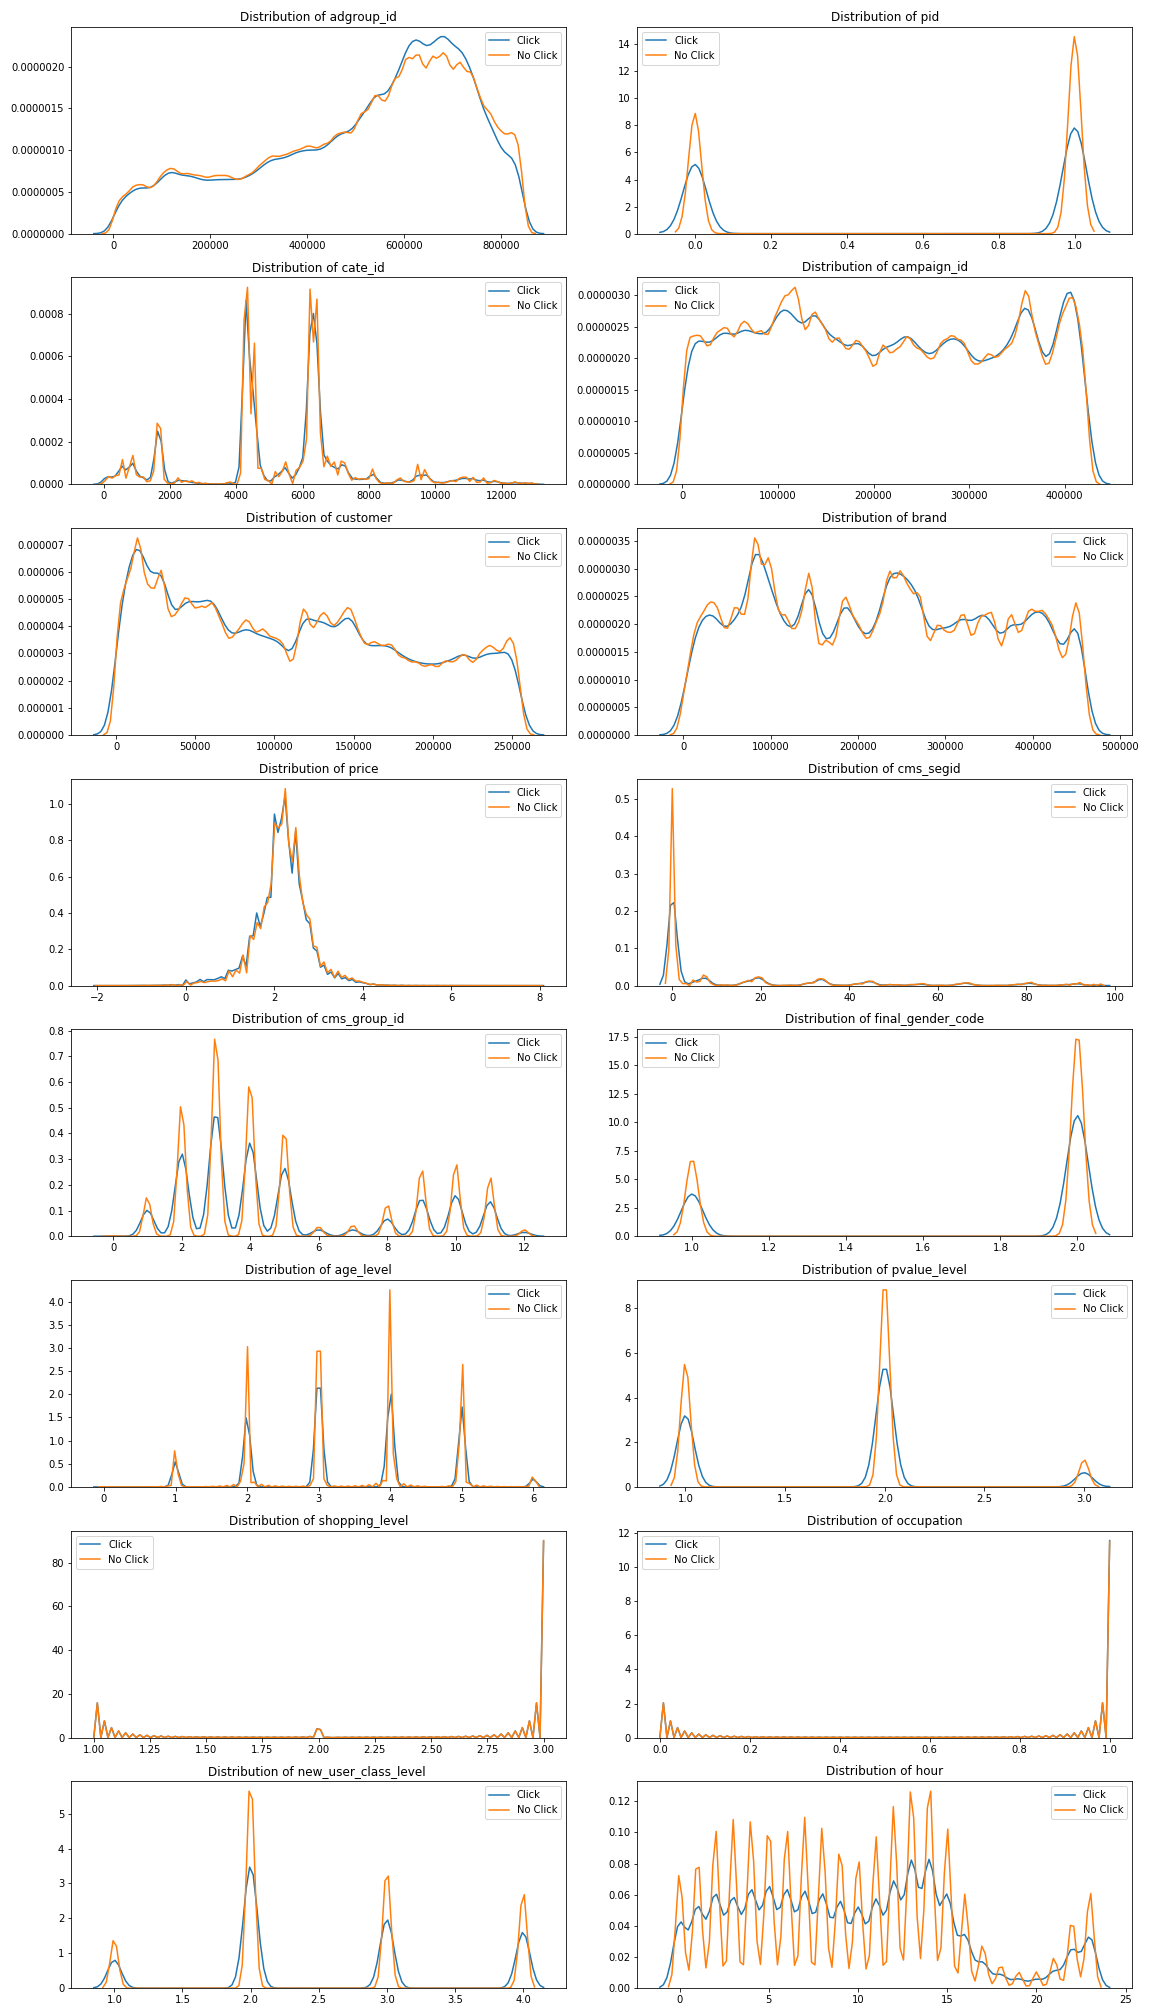 Distribution of adgroup_id
Click
No Click
0.0000020
0.0000015
0.0000010
0.0000005
0.0000000
0 200000 400000 600000 800000
Distribution of pid
Click
No Click
14
12
10
8
6
4
2
0
0.0 0.2 0.4 0.6 0.8 1.0
Distribution of cate_id
Click
No Click
0.0008
0.0006
0.0004
0.0002
0.0000
0 2000 4000 6000 8000 10000 12000
Distribution of campaign_id
Click
No Click
0.0000030
0.0000025
0.0000020
0.0000015
0.0000010
0.0000005
0.0000000
0 100000 200000 300000 400000
Distribution of customer
Click
No Click
0.000007
0.000006
0.000005
0.000004
0.000003
0.000002
0.000001
0.000000
0 50000 100000 150000 200000 250000
Distribution of brand
Click
No Click
0.0000035
0.0000030
0.0000025
0.0000020
0.0000015
0.0000010
0.0000005
0.0000000
0 100000 200000 300000 400000 500000
Distribution of price
Click
No Click
1.0
0.8
0.6
0.4
0.2
0.0
−2 0 2 4 6 8
Distribution of cms_segid
Click
No Click
0.5
0.4
0.3
0.2
0.1
0.0
0 20 40 60 80 100
Distribution of cms_group_id
Click
No Click
0.8
0.7
0.6
0.5
0.4
0.3
0.2
0.1
0.0
0 2 4 6 8 10 12
Distribution of final_gender_code
Click
No Click
17.5
15.0
12.5
10.0
7.5
5.0
2.5
0.0
1.0 1.2 1.4 1.6 1.8 2.0
Distribution of age_level
Click
No Click
4.0
3.5
3.0
2.5
2.0
1.5
1.0
0.5
0.0
0 1 2 3 4 5 6
Distribution of pvalue_level
Click
No Click
8
6
4
2
0
1.0 1.5 2.0 2.5 3.0
Distribution of shopping_level
Click
No Click
80
60
40
20
0
1.00 1.25 1.50 1.75 2.00 2.25 2.50 2.75 3.00
Distribution of occupation
Click
No Click
12
10
8
6
4
2
0
0.0 0.2 0.4 0.6 0.8 1.0
Distribution of new_user_class_level
Click
No Click
5
4
3
2
1
0
1.0 1.5 2.0 2.5 3.0 3.5 4.0
Distribution of hour
Click
No Click
0.12
0.10
0.08
0.06
0.04
0.02
0.00
0 5 10 15 20 25